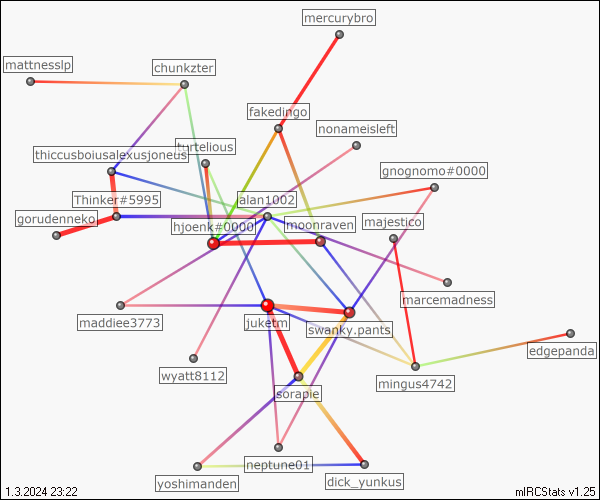 mercurybro
mattnesslp
chunkzter
fakedingo
nonameisleft
turtelious
thiccusboiusalexusjoneus
gnognomo#0000
Thinker#5995
alan1002
gorudenneko
hjoenk#0000
moonraven
majestico
marcemadness
maddiee3773
juketm
swanky.pants
edgepanda
wyatt8112
mingus4742
sorapie
neptune01
yoshimanden
dick_yunkus
1.3.2024 23:22
mIRCStats v1.25